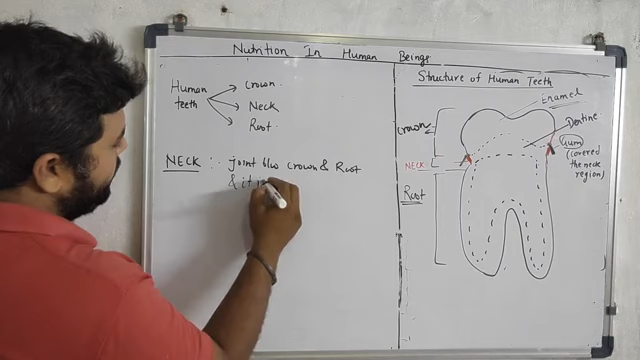 Nutrition In Human Beings
Human teeth
Crown
Neck
Root
NECK :- joint b/w crown & Root
& it i
Structure of Human Teeth
Enamel
Dentine
Gum
(covered
the neck
region)
Crown
NECK
Root